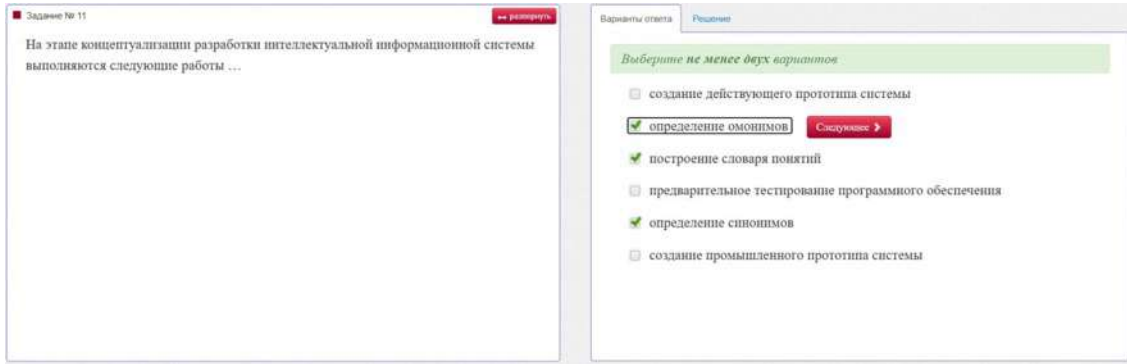 Задание № 11
развернуть
На этапе концептуализации разработки интеллектуальной информационной системы
выполняются следующие работы …
Варианты ответа
Решение
Выберите не менее двух вариантов
создание действующего прототипа системы
определение омонимов
Следующее
построение словаря понятий
предварительное тестирование программного обеспечения
определение синонимов
создание промышленного прототипа системы